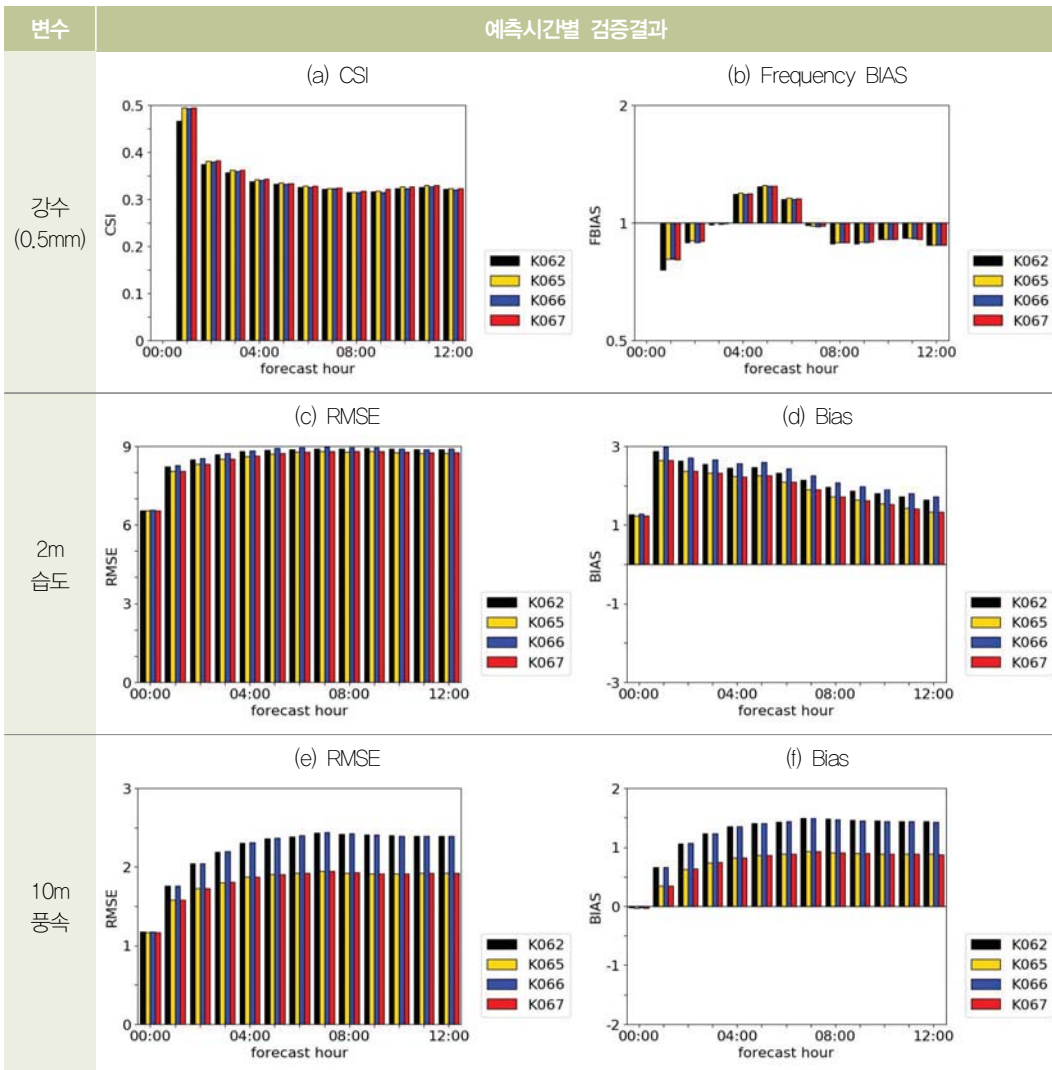 변수
예측시간별 검증결과
강수
(0.5mm)
(a) CSI
0.5
0.4
0.3
0.2
0.1
0
CSI
00:00 04:00 08:00 12:00
forecast hour
K062
K065
K066
K067
(b) Frequency BIAS
2
1
0.5
FBIAS
00:00 04:00 08:00 12:00
forecast hour
K062
K065
K066
K067
2m
습도
(c) RMSE
9
6
3
0
RMSE
00:00 04:00 08:00 12:00
forecast hour
K062
K065
K066
K067
(d) Bias
3
1
-1
-3
BIAS
00:00 04:00 08:00 12:00
forecast hour
K062
K065
K066
K067
10m
풍속
(e) RMSE
3
2
1
0
RMSE
00:00 04:00 08:00 12:00
forecast hour
K062
K065
K066
K067
(f) Bias
2
1
0
-1
-2
BIAS
00:00 04:00 08:00 12:00
forecast hour
K062
K065
K066
K067